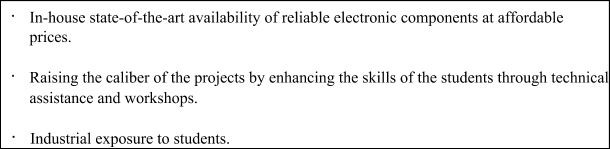 · In-house state-of-the-art availability of reliable electronic components at affordable
prices.
· Raising the caliber of the projects by enhancing the skills of the students through technical
assistance and workshops.
· Industrial exposure to students.